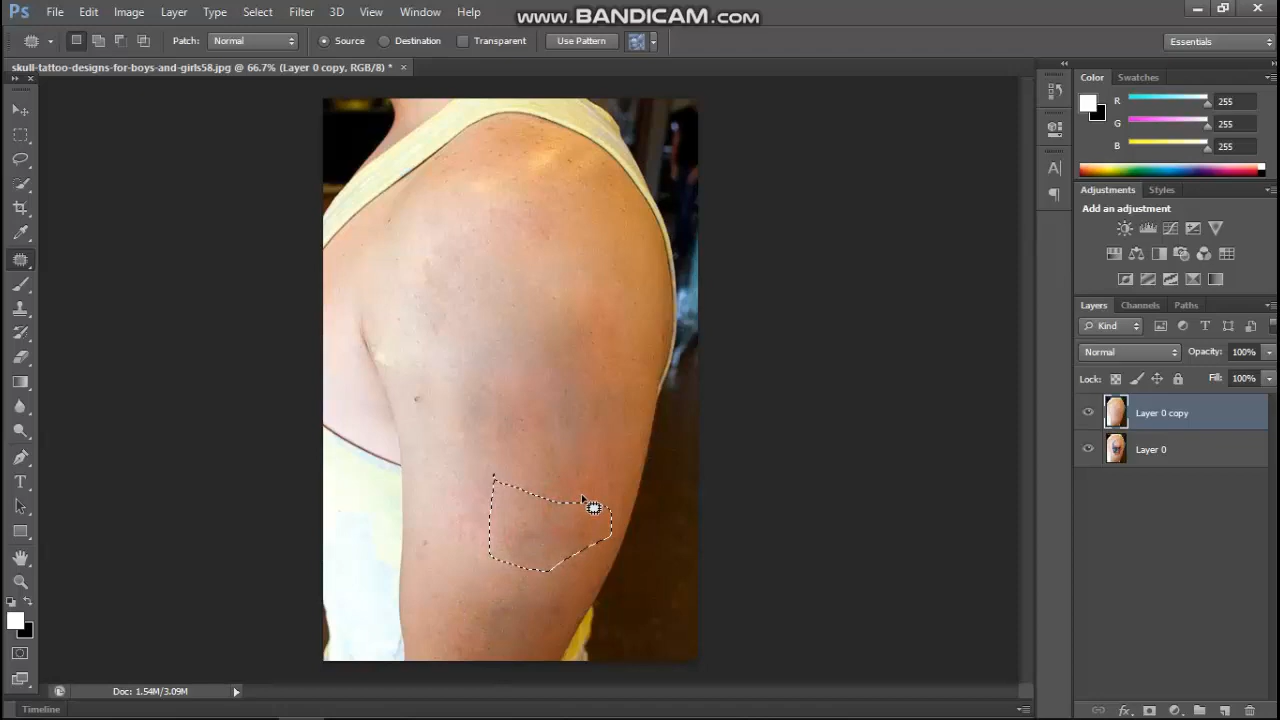 Ps File Edit Image Layer Type Select Filter 3D View Window Help
www.BANDICAM.com
Patch: Normal Source Destination Transparent Use Pattern Essentials
skull-tattoo-designs-for-boys-and-girls58.jpg @ 66.7% (Layer 0 copy, RGB/8) * ×
Color Swatches
R 255
G 255
B 255
Adjustments Styles
Add an adjustment
Layers Channels Paths
Kind
Normal Opacity: 100%
Lock: Fill: 100%
Layer 0 copy
Layer 0
Doc: 1.54M/3.09M
Timeline